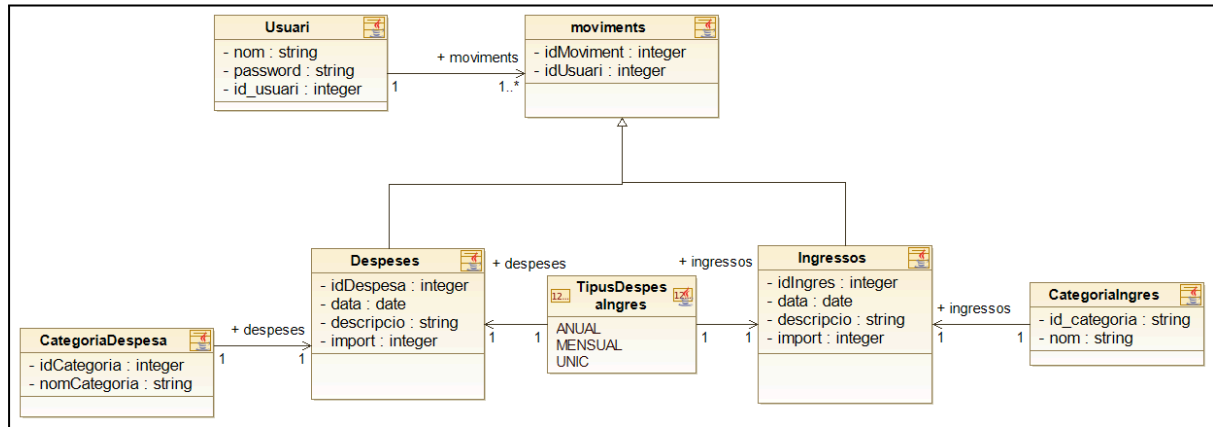 Usuari
- nom : string
- password : string
- id_usuari : integer
+ moviments
1
1..*
moviments
- idMoviment : integer
- idUsuari : integer
Despeses
- idDespesa : integer
- data : date
- descripcio : string
- import : integer
+ despeses
1
1
TipusDespes
aIngres
ANUAL
MENSUAL
UNIC
+ ingressos
1
1
Ingressos
- idIngres : integer
- data : date
- descripcio : string
- import : integer
+ ingressos
1
1
CategoriaIngres
- id_categoria : string
- nom : string
CategoriaDespesa
- idCategoria : integer
- nomCategoria : string
+ despeses
1
1